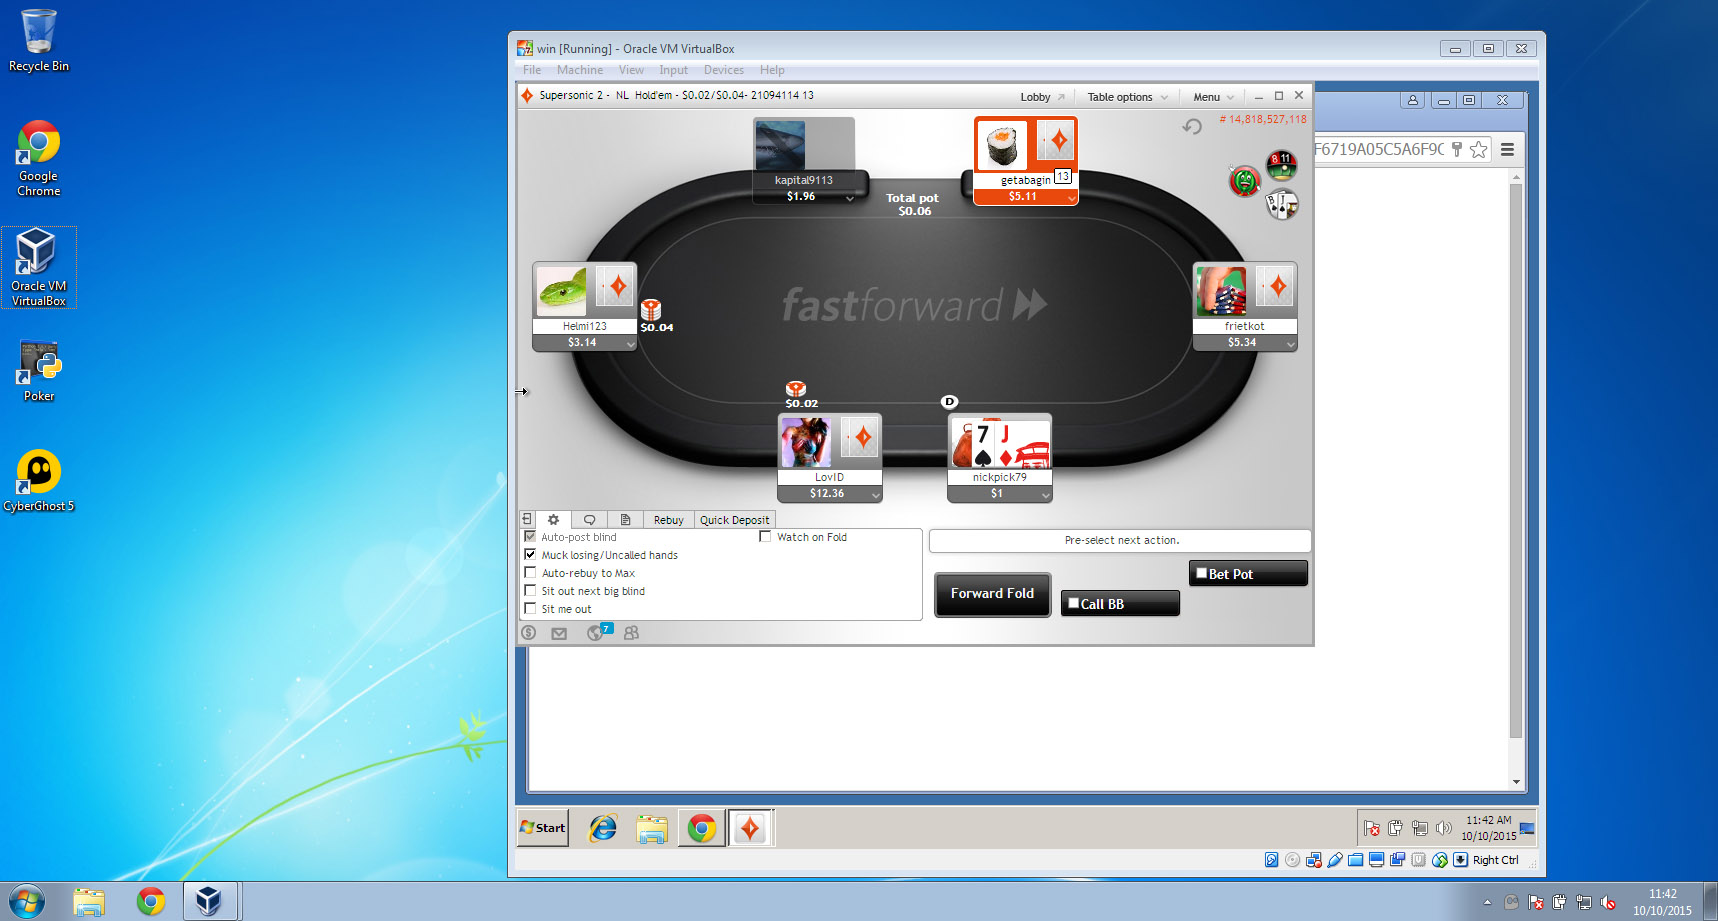 Recycle Bin
Google
Chrome
Oracle VM
VirtualBox
Poker
CyberGhost 5
win [Running] - Oracle VM VirtualBox
File Machine View Input Devices Help
Supersonic 2 - NL Hold'em - $0.02/$0.04- 21094114 13
Lobby
Table options
Menu
# 14,818,527,118
F6719A05C5A6F9C
8 11
kapital9113
$1.96
Total pot
$0.06
getabagin
13
$5.11
Helmi123
$3.14
$0.04
fastforward
frietkot
$5.34
$0.02
D
LovID
$12.36
7 J
nickpick79
$1
Rebuy
Quick Deposit
Auto-post blind
Watch on Fold
Muck losing/Uncalled hands
Auto-rebuy to Max
Sit out next big blind
Sit me out
Pre-select next action.
Forward Fold
Call BB
Bet Pot
7
Start
11:42 AM
10/10/2015
Right Ctrl
11:42
10/10/2015